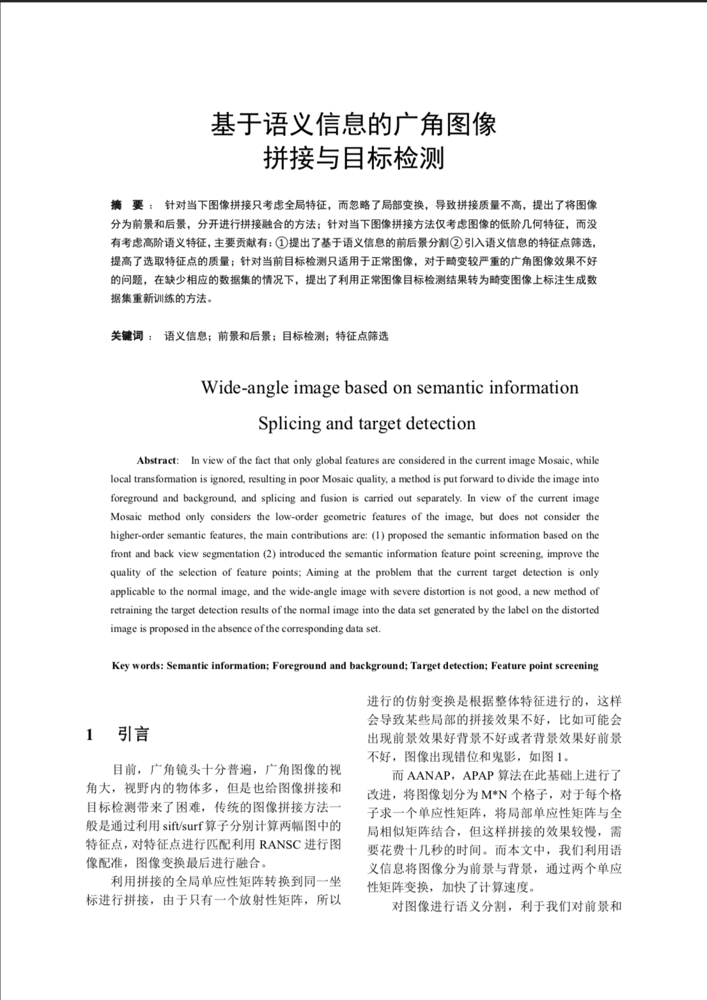 基于语义信息的广角图像
拼接与目标检测
摘 要： 针对当下图像拼接只考虑全局特征，而忽略了局部变换，导致拼接质量不高，提出了将图像
分为前景和后景，分开进行拼接融合的方法；针对当下图像拼接方法仅考虑图像的低阶几何特征，而没
有考虑高阶语义特征，主要贡献有：①提出了基于语义信息的前后景分割②引入语义信息的特征点筛选，
提高了选取特征点的质量；针对当前目标检测只适用于正常图像，对于畸变较严重的广角图像效果不好
的问题，在缺少相应的数据集的情况下，提出了利用正常图像目标检测结果转为畸变图像上标注生成数
据集重新训练的方法。
关键词： 语义信息；前景和后景；目标检测；特征点筛选
Wide-angle image based on semantic information
Splicing and target detection
Abstract: In view of the fact that only global features are considered in the current image Mosaic, while
local transformation is ignored, resulting in poor Mosaic quality, a method is put forward to divide the image into
foreground and background, and splicing and fusion is carried out separately. In view of the current image
Mosaic method only considers the low-order geometric features of the image, but does not consider the
higher-order semantic features, the main contributions are: (1) proposed the semantic information based on the
front and back view segmentation (2) introduced the semantic information feature point screening, improve the
quality of the selection of feature points; Aiming at the problem that the current target detection is only
applicable to the normal image, and the wide-angle image with severe distortion is not good, a new method of
retraining the target detection results of the normal image into the data set generated by the label on the distorted
image is proposed in the absence of the corresponding data set.
Key words: Semantic information; Foreground and background; Target detection; Feature point screening
1 引言
目前，广角镜头十分普遍，广角图像的视
角大，视野内的物体多，但是也给图像拼接和
目标检测带来了困难，传统的图像拼接方法一
般是通过利用 sift/surf 算子分别计算两幅图中的
特征点，对特征点进行匹配利用 RANSC 进行图
像配准，图像变换最后进行融合。
利用拼接的全局单应性矩阵转换到同一坐
标进行拼接，由于只有一个放射性矩阵，所以
进行的仿射变换是根据整体特征进行的，这样
会导致某些局部的拼接效果不好，比如可能会
出现前景效果好背景不好或者背景效果好前景
不好，图像出现错位和鬼影，如图 1。
而 AANAP，APAP 算法在此基础上进行了
改进，将图像划分为 M*N 个格子，对于每个格
子求一个单应性矩阵，将局部单应性矩阵与全
局相似矩阵结合，但这样拼接的效果较慢，需
要花费十几秒的时间。而本文中，我们利用语
义信息将图像分为前景与背景，通过两个单应
性矩阵变换，加快了计算速度。
对图像进行语义分割，利于我们对前景和